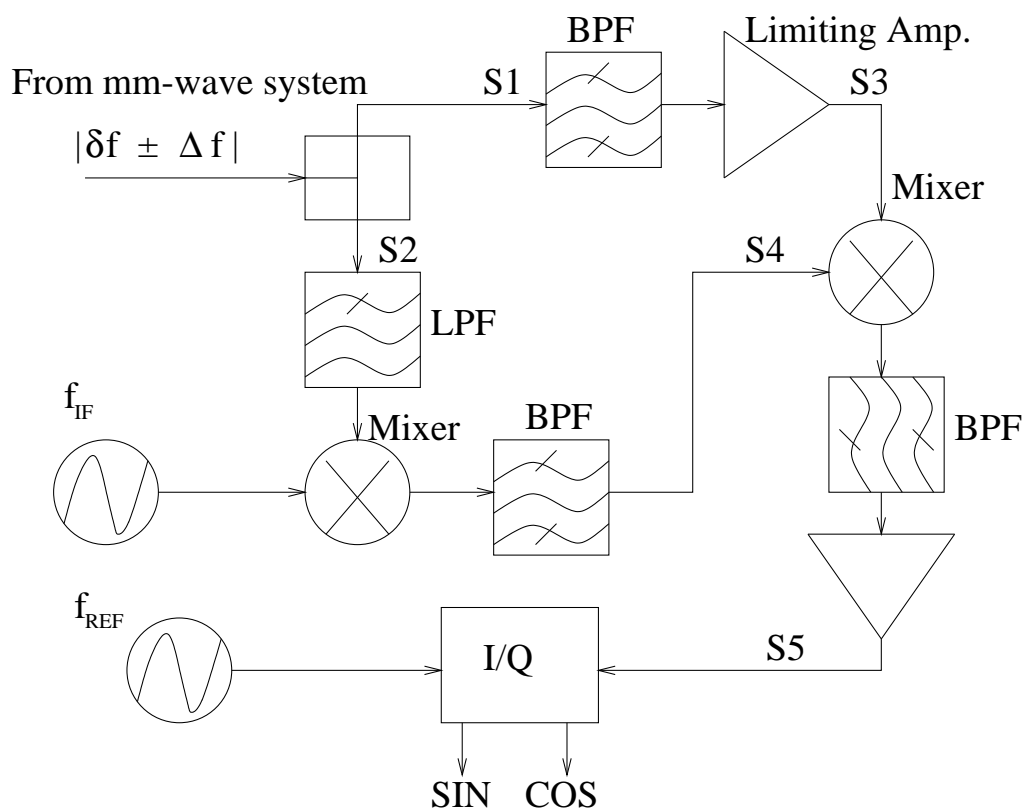 BPF
Limiting Amp.
From mm-wave system
S1
S3
|δf ± Δf|
Mixer
S2
S4
LPF
f_IF
Mixer
BPF
BPF
f_REF
I/Q
S5
SIN
COS